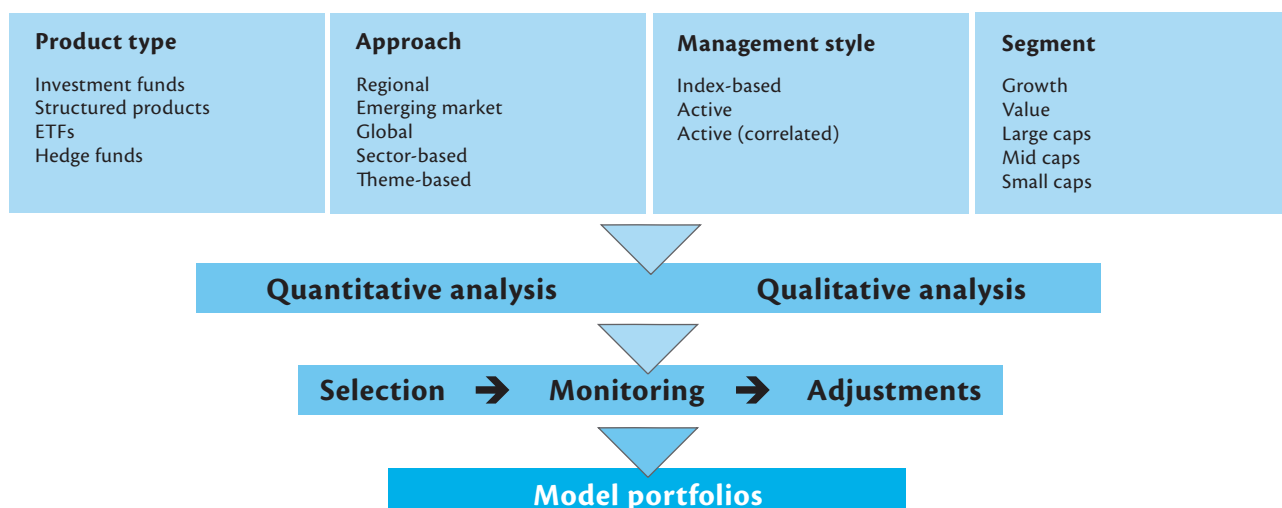 Product type
Investment funds
Structured products
ETFs
Hedge funds
Approach
Regional
Emerging market
Global
Sector-based
Theme-based
Management style
Index-based
Active
Active (correlated)
Segment
Growth
Value
Large caps
Mid caps
Small caps
Quantitative analysis Qualitative analysis
Selection ➔ Monitoring ➔ Adjustments
Model portfolios